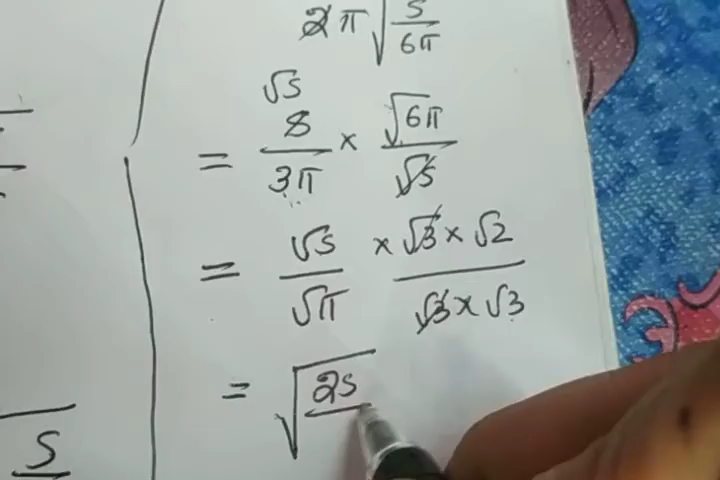 2π√(S/6π)
√S
= S/3π × √6π/√S
= √S/√π × √3 × √2/√3 × √3
= √2S
S